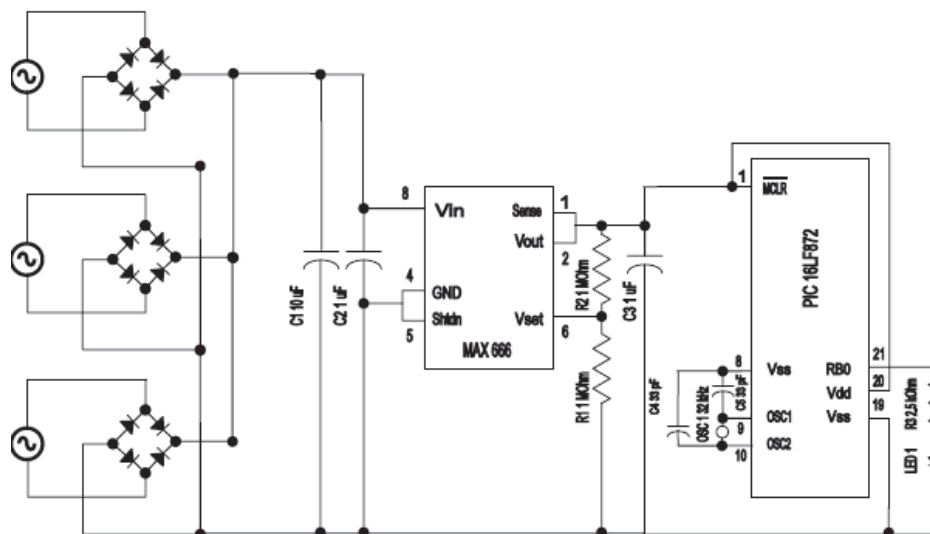 C1 10 uF
C2 1 uF
8
Vin
Sense
1
Vout
2
4
GND
Shtdn
5
Vset
6
MAX 666
R2 1 MOhm
R1 1 MOhm
C3 1 uF
1
MCLR
PIC 16LF872
C4 33 pF
OSC 1 32 kHz
C5 33 pF
8
Vss
OSC1
9
OSC2
10
RB0
21
Vdd
20
Vss
19
R3 2,5 kOhm
LED 1